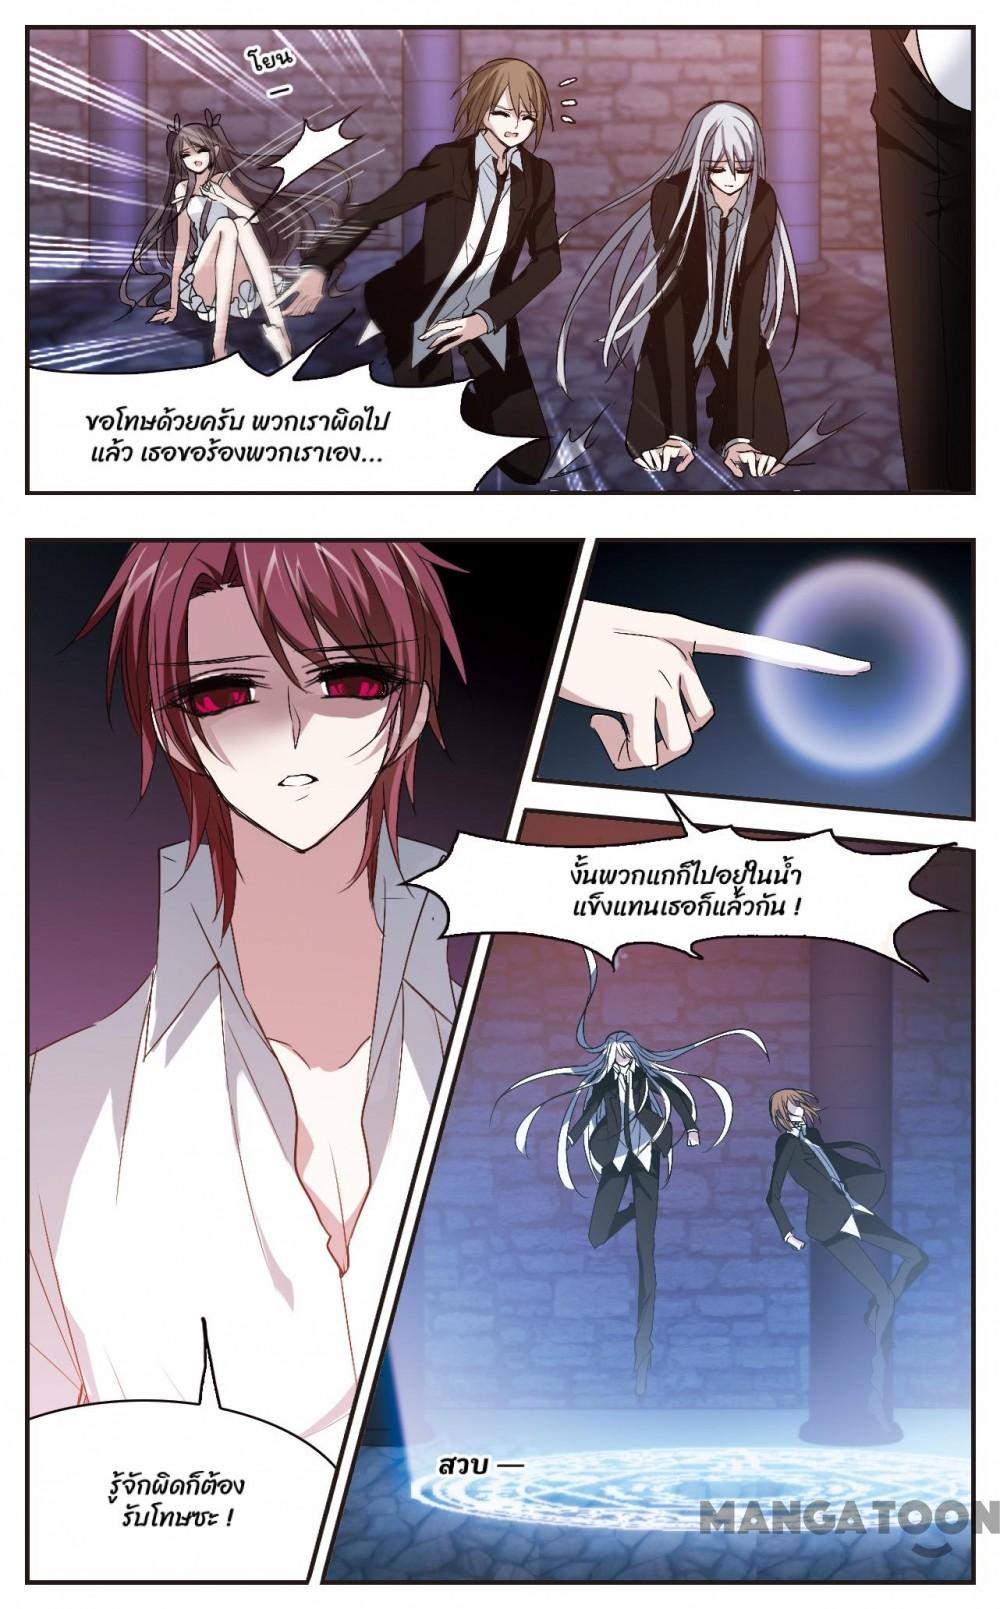 โยน
—
ขอโทษด้วยครับ พวกเราผิดไป
แล้ว เธอขอร้องพวกเราเอง...
งั้นพวกแกก็ไปอยู่ในน้ำ
แข็งแทนเธอก็แล้วกัน !
รู้จักผิดก็ต้อง
รับโทษซะ !
สวบ —
MANGATOON